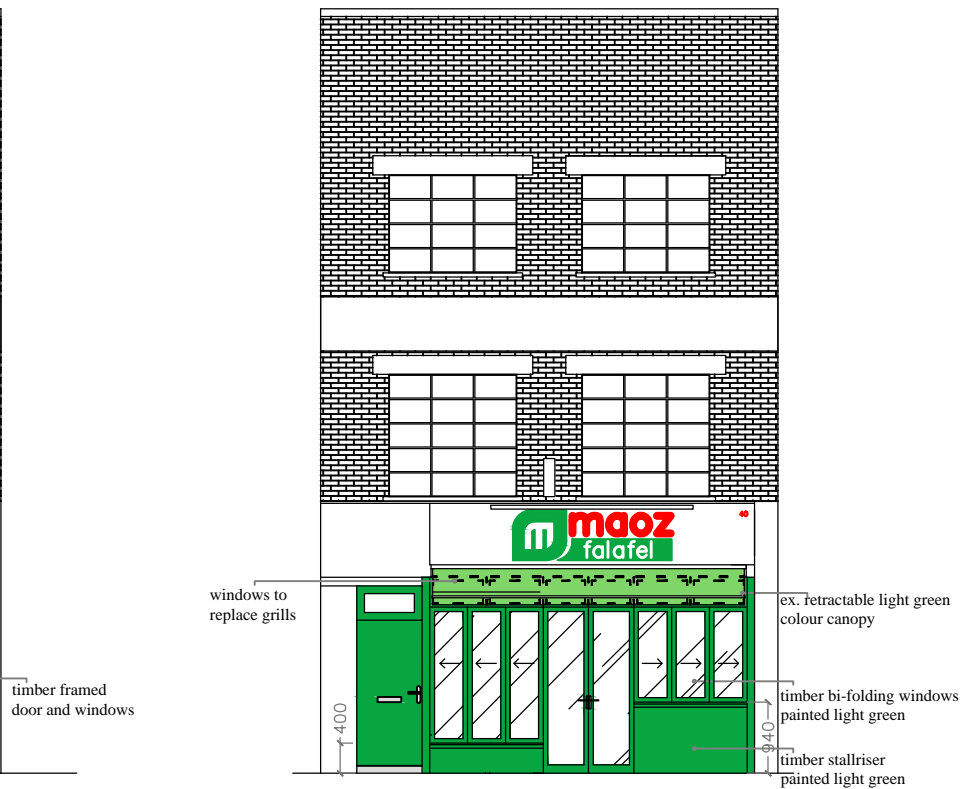 maoz
falafel
40
windows to
replace grills
ex. retractable light green
colour canopy
timber framed
door and windows
timber bi-folding windows
painted light green
400
940
timber stallriser
painted light green